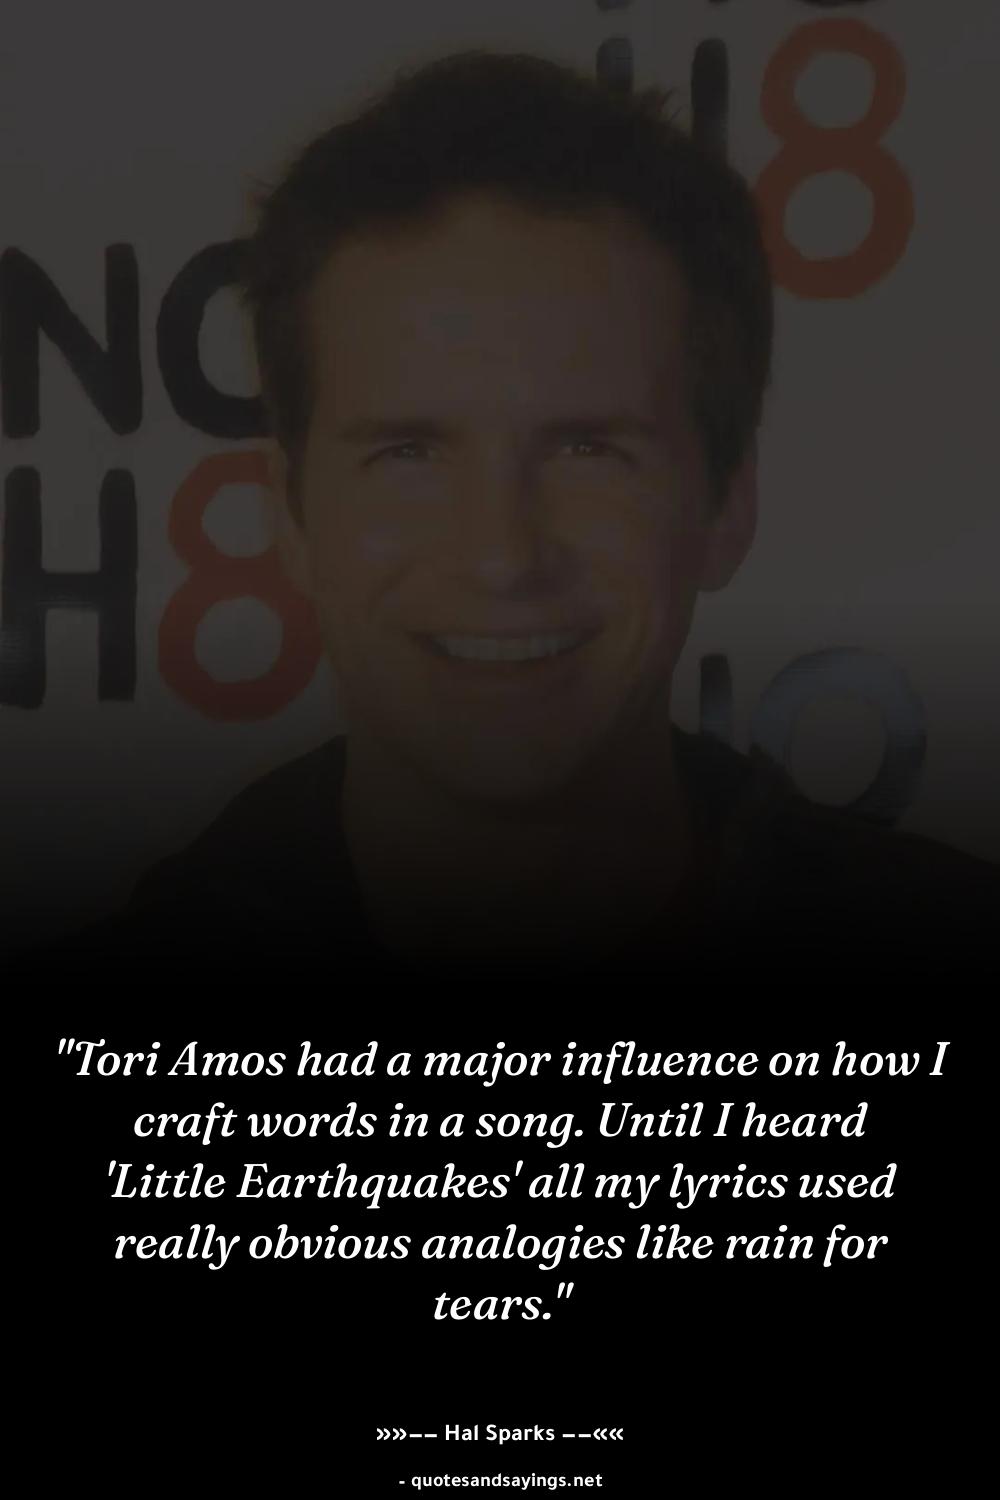 H8
NO
H8
NO
"Tori Amos had a major influence on how I
craft words in a song. Until I heard
'Little Earthquakes' all my lyrics used
really obvious analogies like rain for
tears."
»»–– Hal Sparks ––««
- quotesandsayings.net